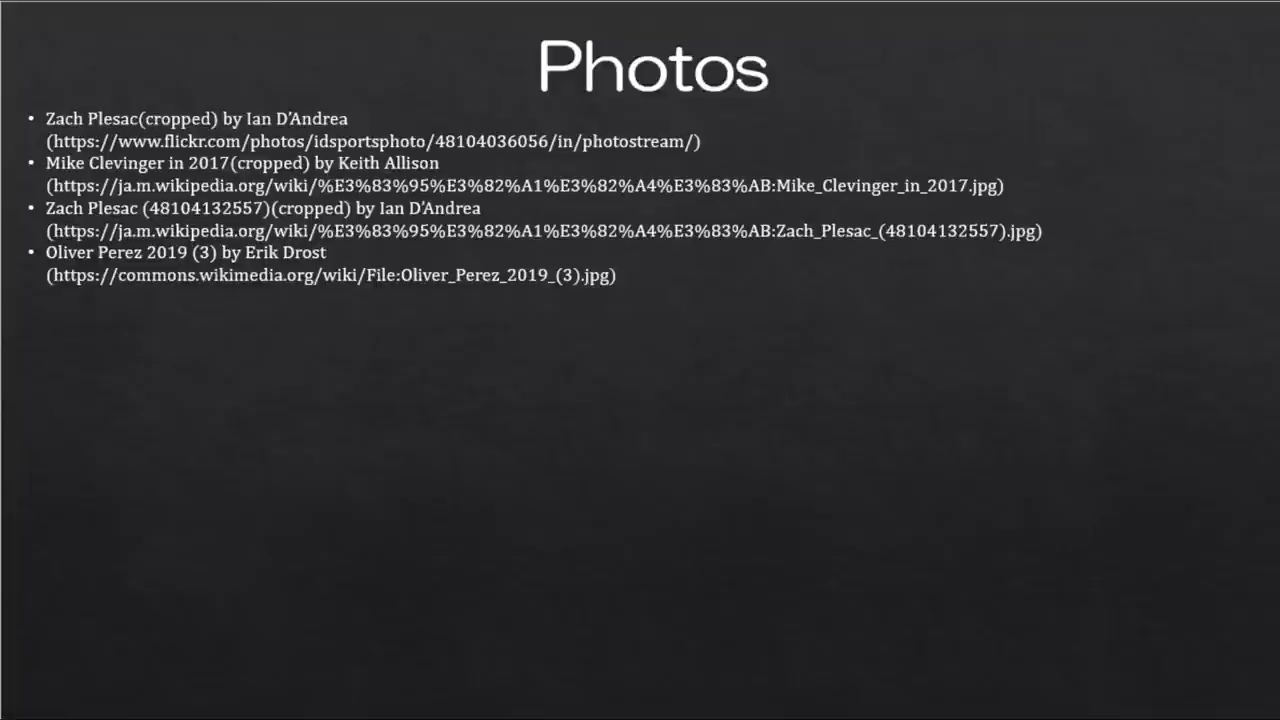 Photos
• Zach Plesac(cropped) by Ian D’Andrea
(https://www.flickr.com/photos/idsportsphoto/48104036056/in/photostream/)
• Mike Clevinger in 2017(cropped) by Keith Allison
(https://ja.m.wikipedia.org/wiki/%E3%83%95%E3%82%A1%E3%82%A4%E3%83%AB:Mike_Clevinger_in_2017.jpg)
• Zach Plesac (48104132557)(cropped) by Ian D’Andrea
(https://ja.m.wikipedia.org/wiki/%E3%83%95%E3%82%A1%E3%82%A4%E3%83%AB:Zach_Plesac_(48104132557).jpg)
• Oliver Perez 2019 (3) by Erik Drost
(https://commons.wikimedia.org/wiki/File:Oliver_Perez_2019_(3).jpg)